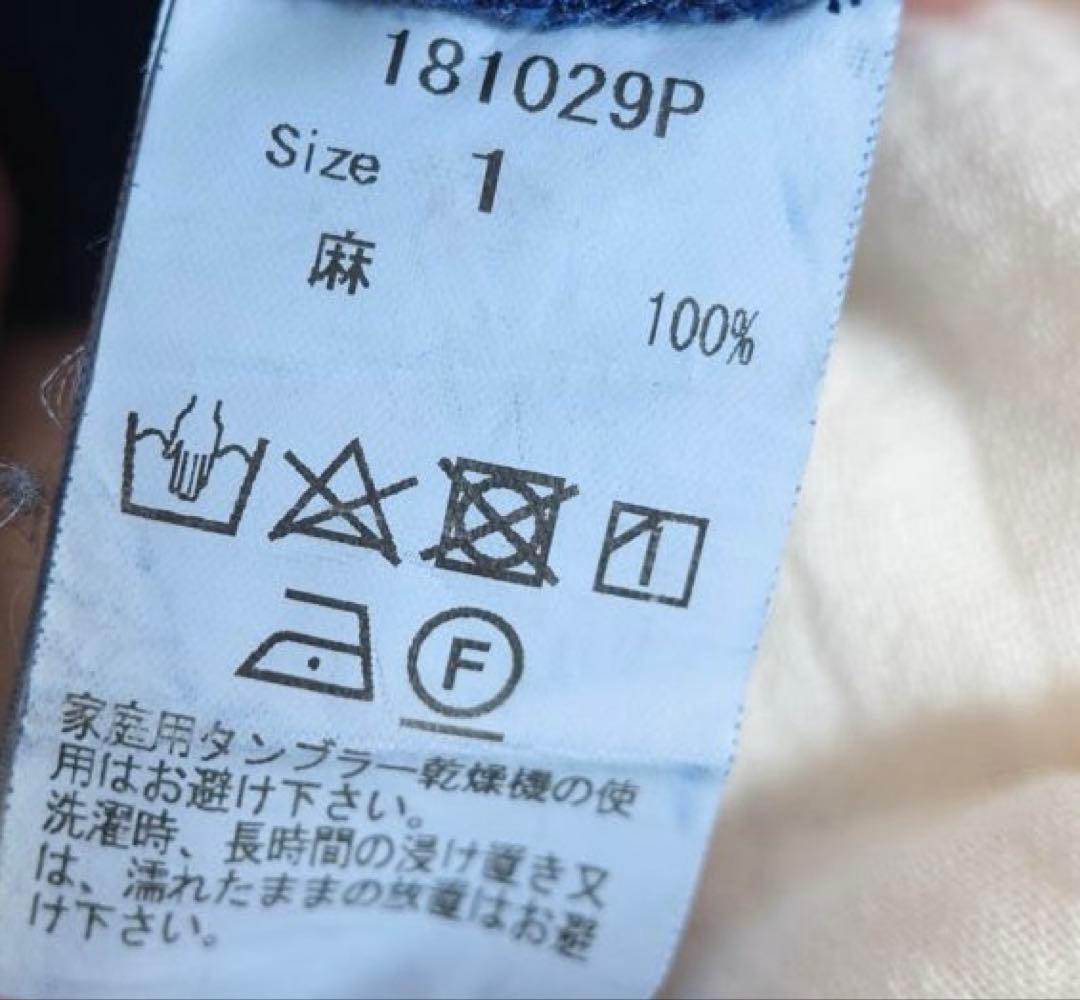 181029P
Size 1
麻 100%
F
家庭用タンブラー乾燥機の使
用はお避け下さい。
洗濯時、長時間の浸け置き又
は、濡れたままの放置はお避
け下さい。